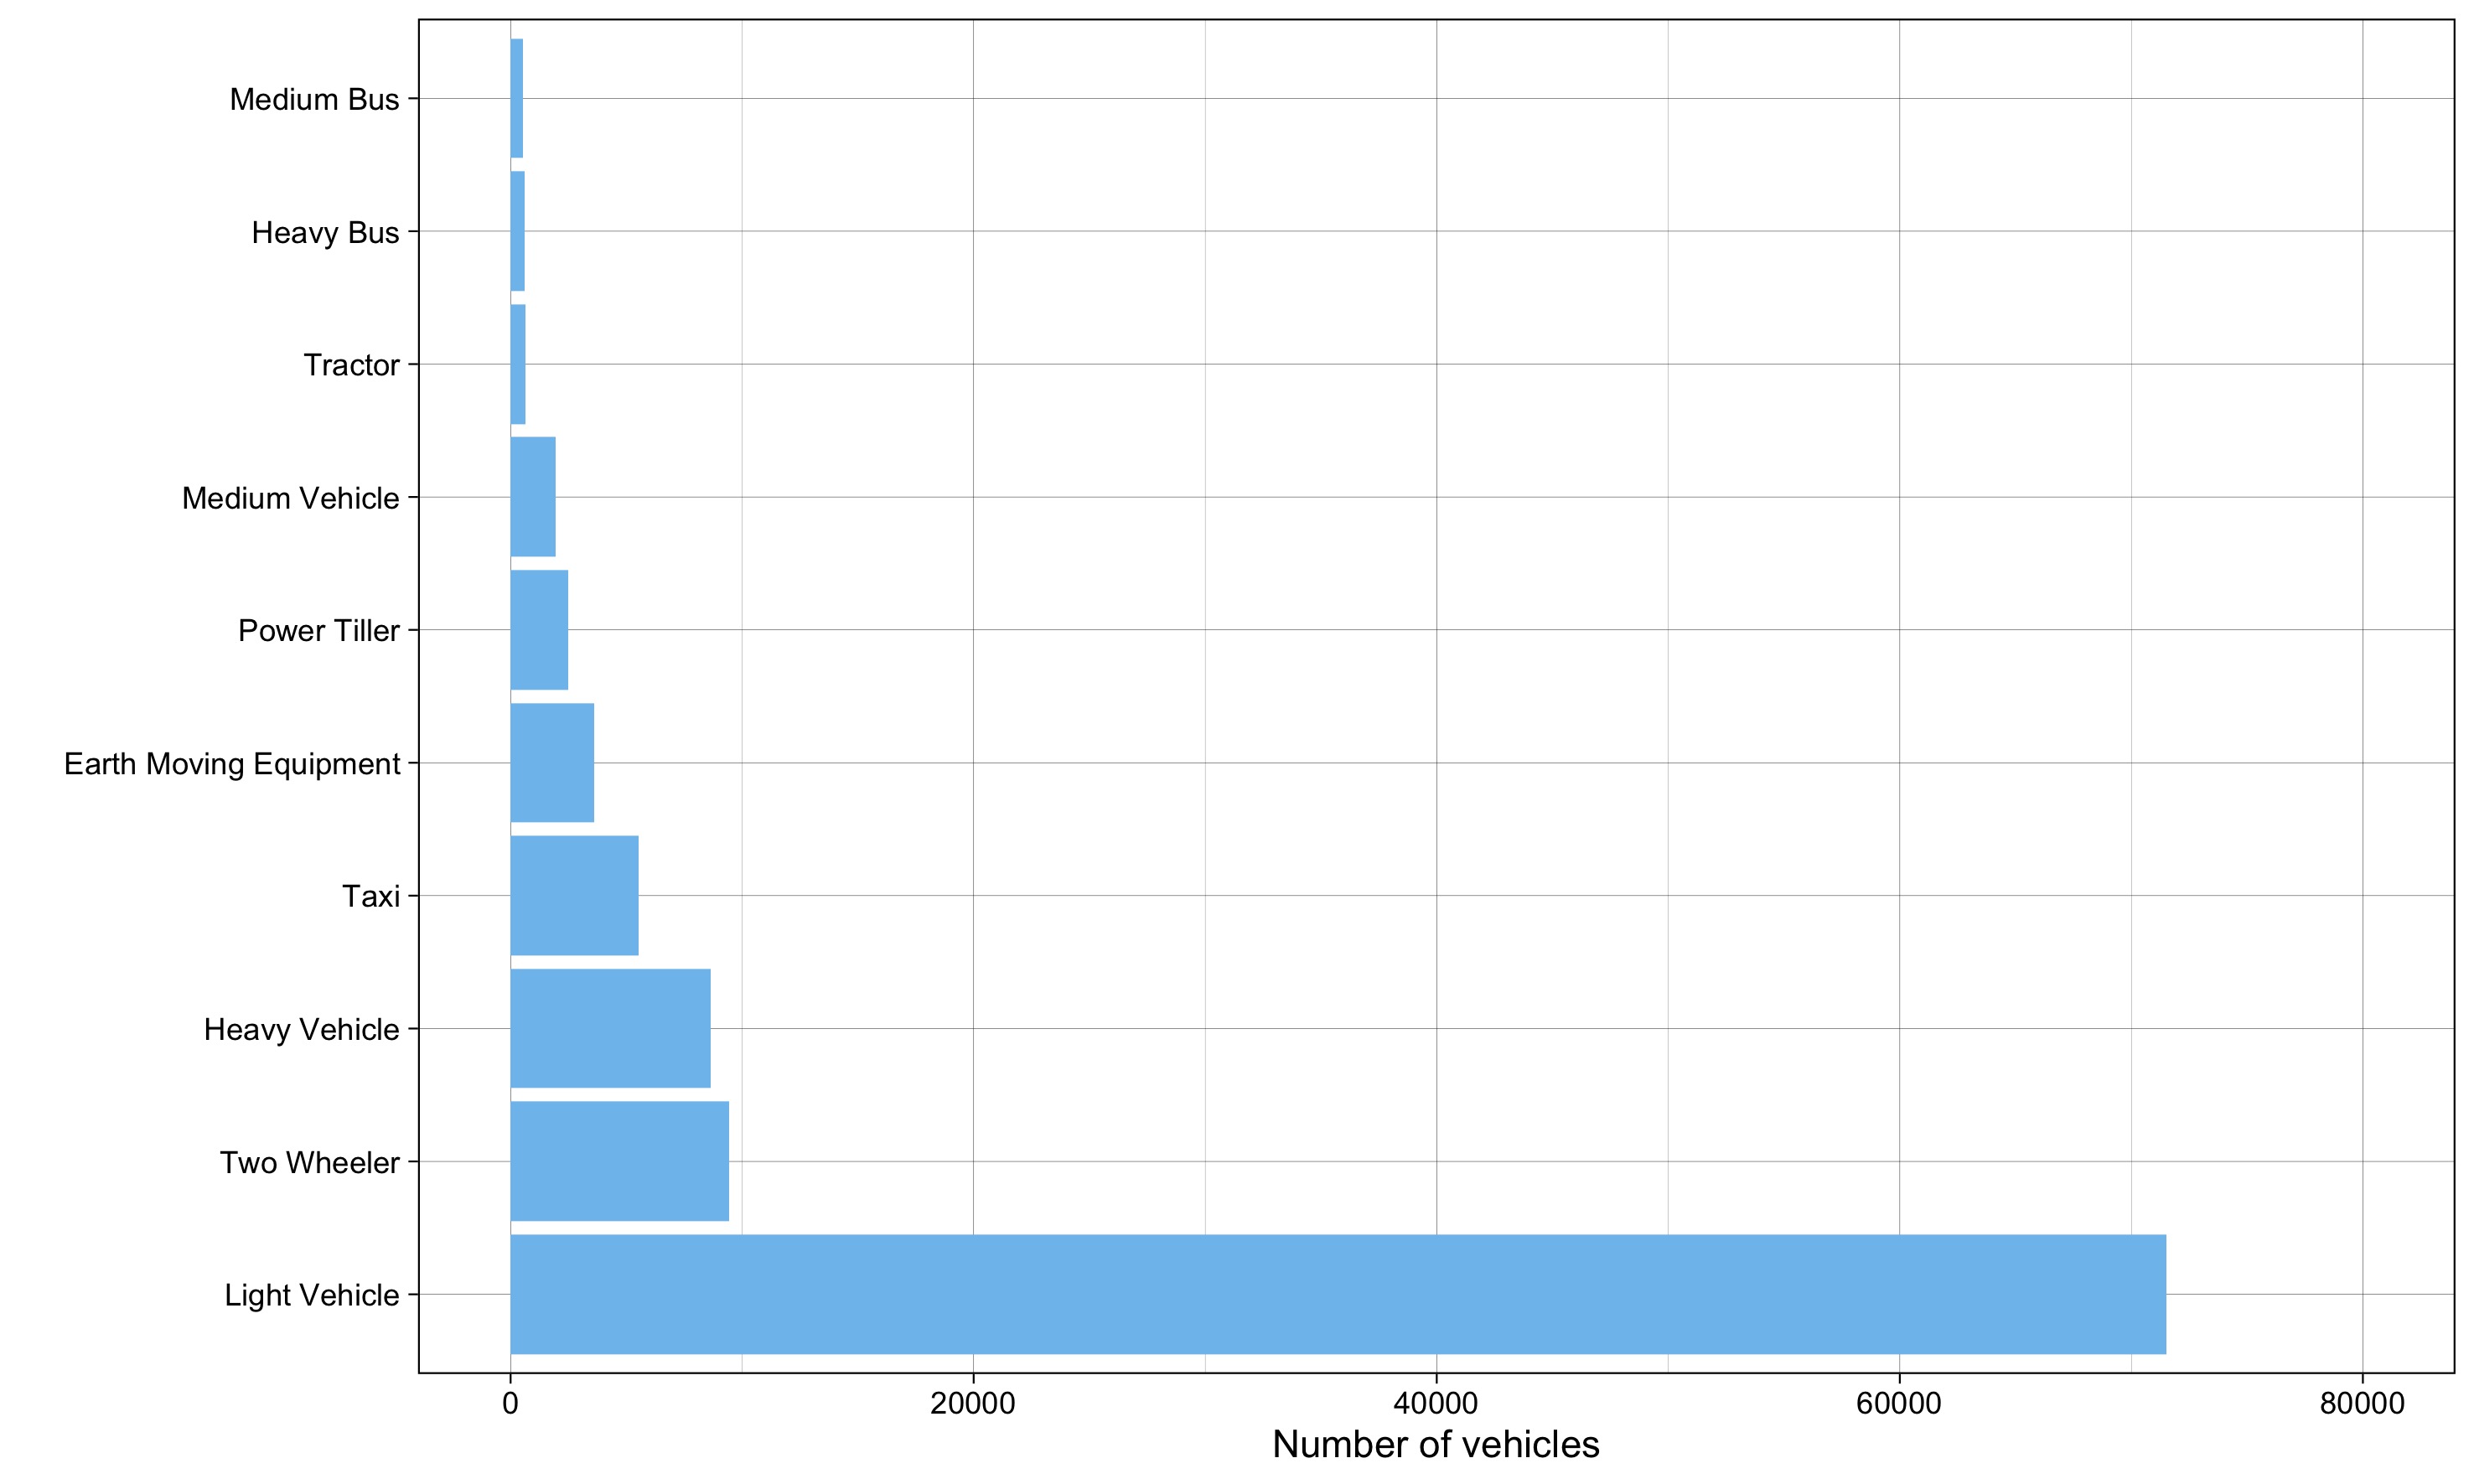 Medium Bus
Heavy Bus
Tractor
Medium Vehicle
Power Tiller
Earth Moving Equipment
Taxi
Heavy Vehicle
Two Wheeler
Light Vehicle
0 20000 40000 60000 80000
Number of vehicles